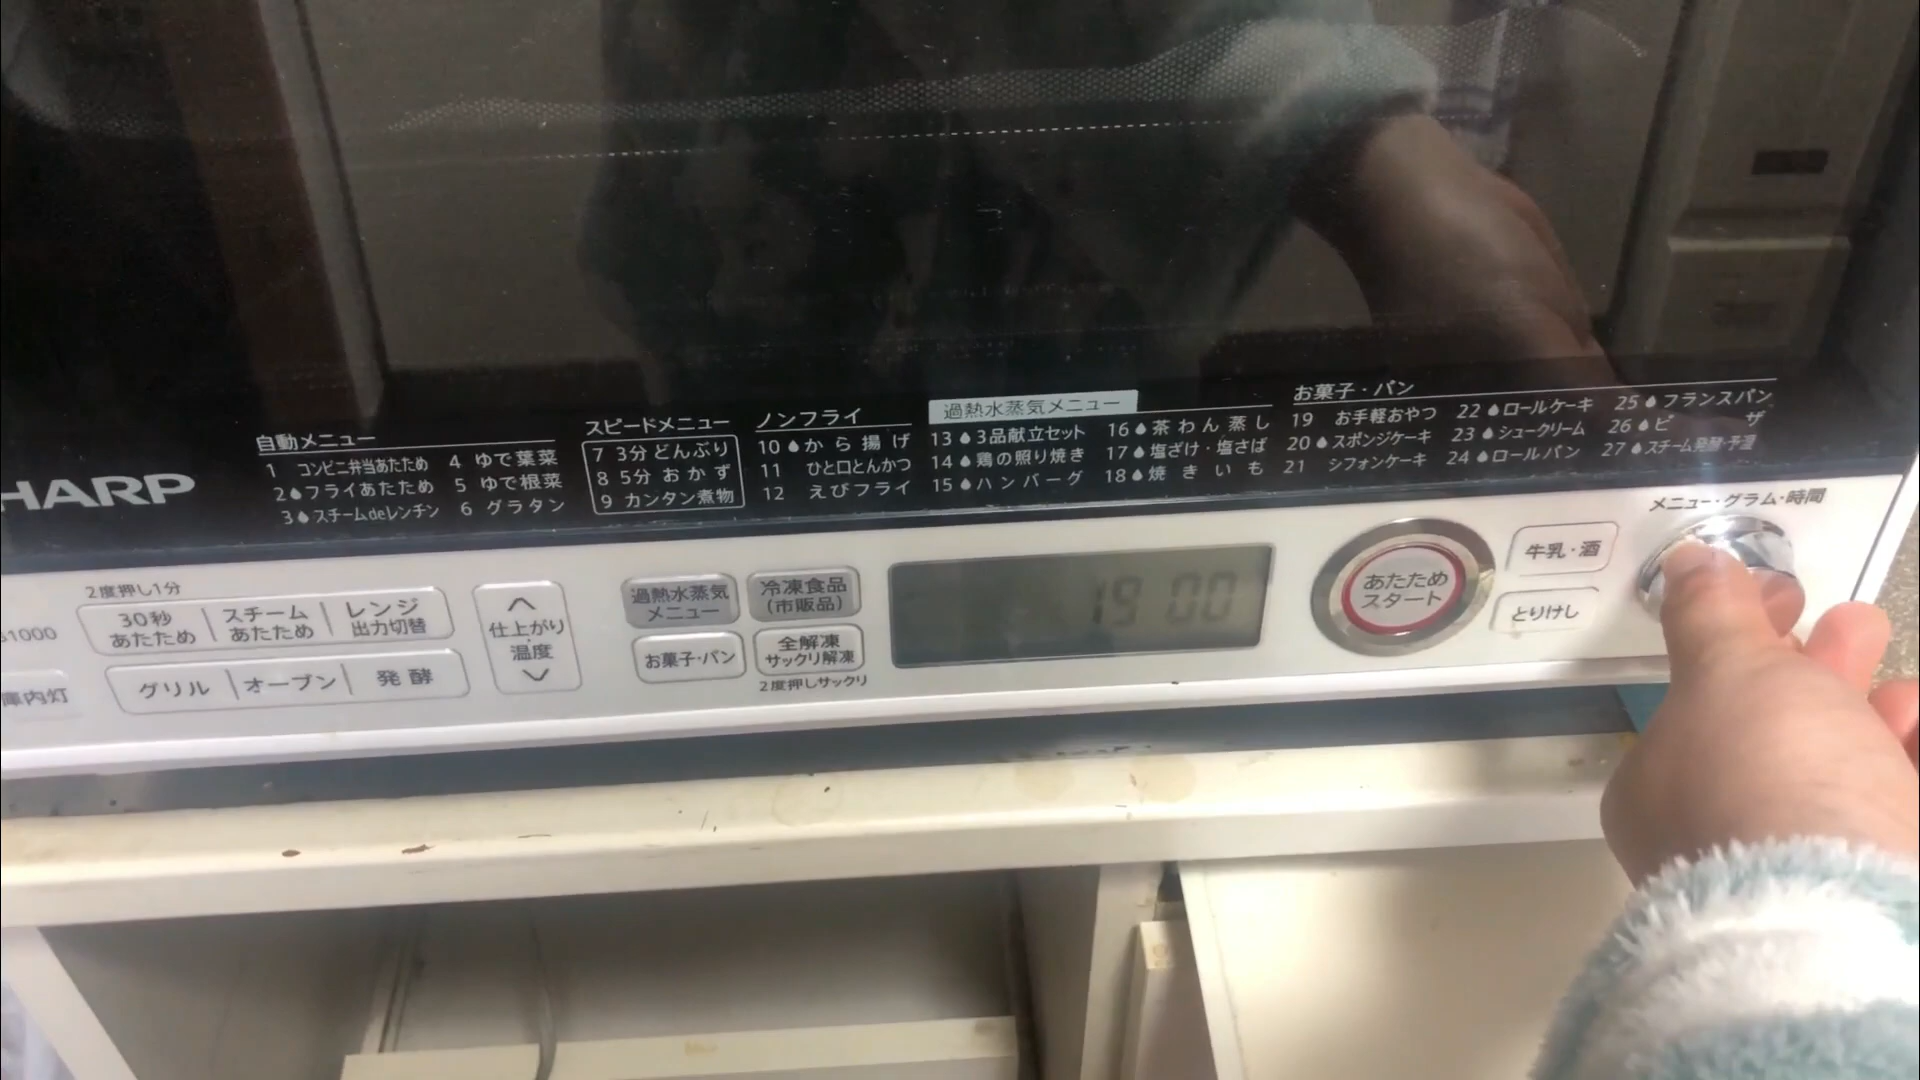 自動メニュー
1 コンビニ弁当あたため
2 フライあたため
3 スチームdeレンチン
4 ゆで葉菜
5 ゆで根菜
6 グラタン
スピードメニュー
7 3分どんぶり
8 5分おかず
9 カンタン煮物
ノンフライ
10 から揚げ
11 ひと口とんかつ
12 えびフライ
過熱水蒸気メニュー
13 3品献立セット
14 鶏の照り焼き
15 ハンバーグ
16 茶わん蒸し
17 塩ざけ・塩さば
18 焼きいも
お菓子・パン
19 お手軽おやつ
20 スポンジケーキ
21 シフォンケーキ
22 ロールケーキ
23 シュークリーム
24 ロールパン
25 フランスパン
26 ピザ
27 スチーム発酵・予温
HARP
2度押し1分
30秒あたため
スチームあたため
レンジ出力切替
1000
庫内灯
グリル
オーブン
発酵
仕上がり
温度
過熱水蒸気メニュー
冷凍食品(市販品)
お菓子・パン
全解凍
サックリ解凍
2度押しサックリ
19 00
あたため
スタート
牛乳・酒
とりけし
メニュー・グラム・時間